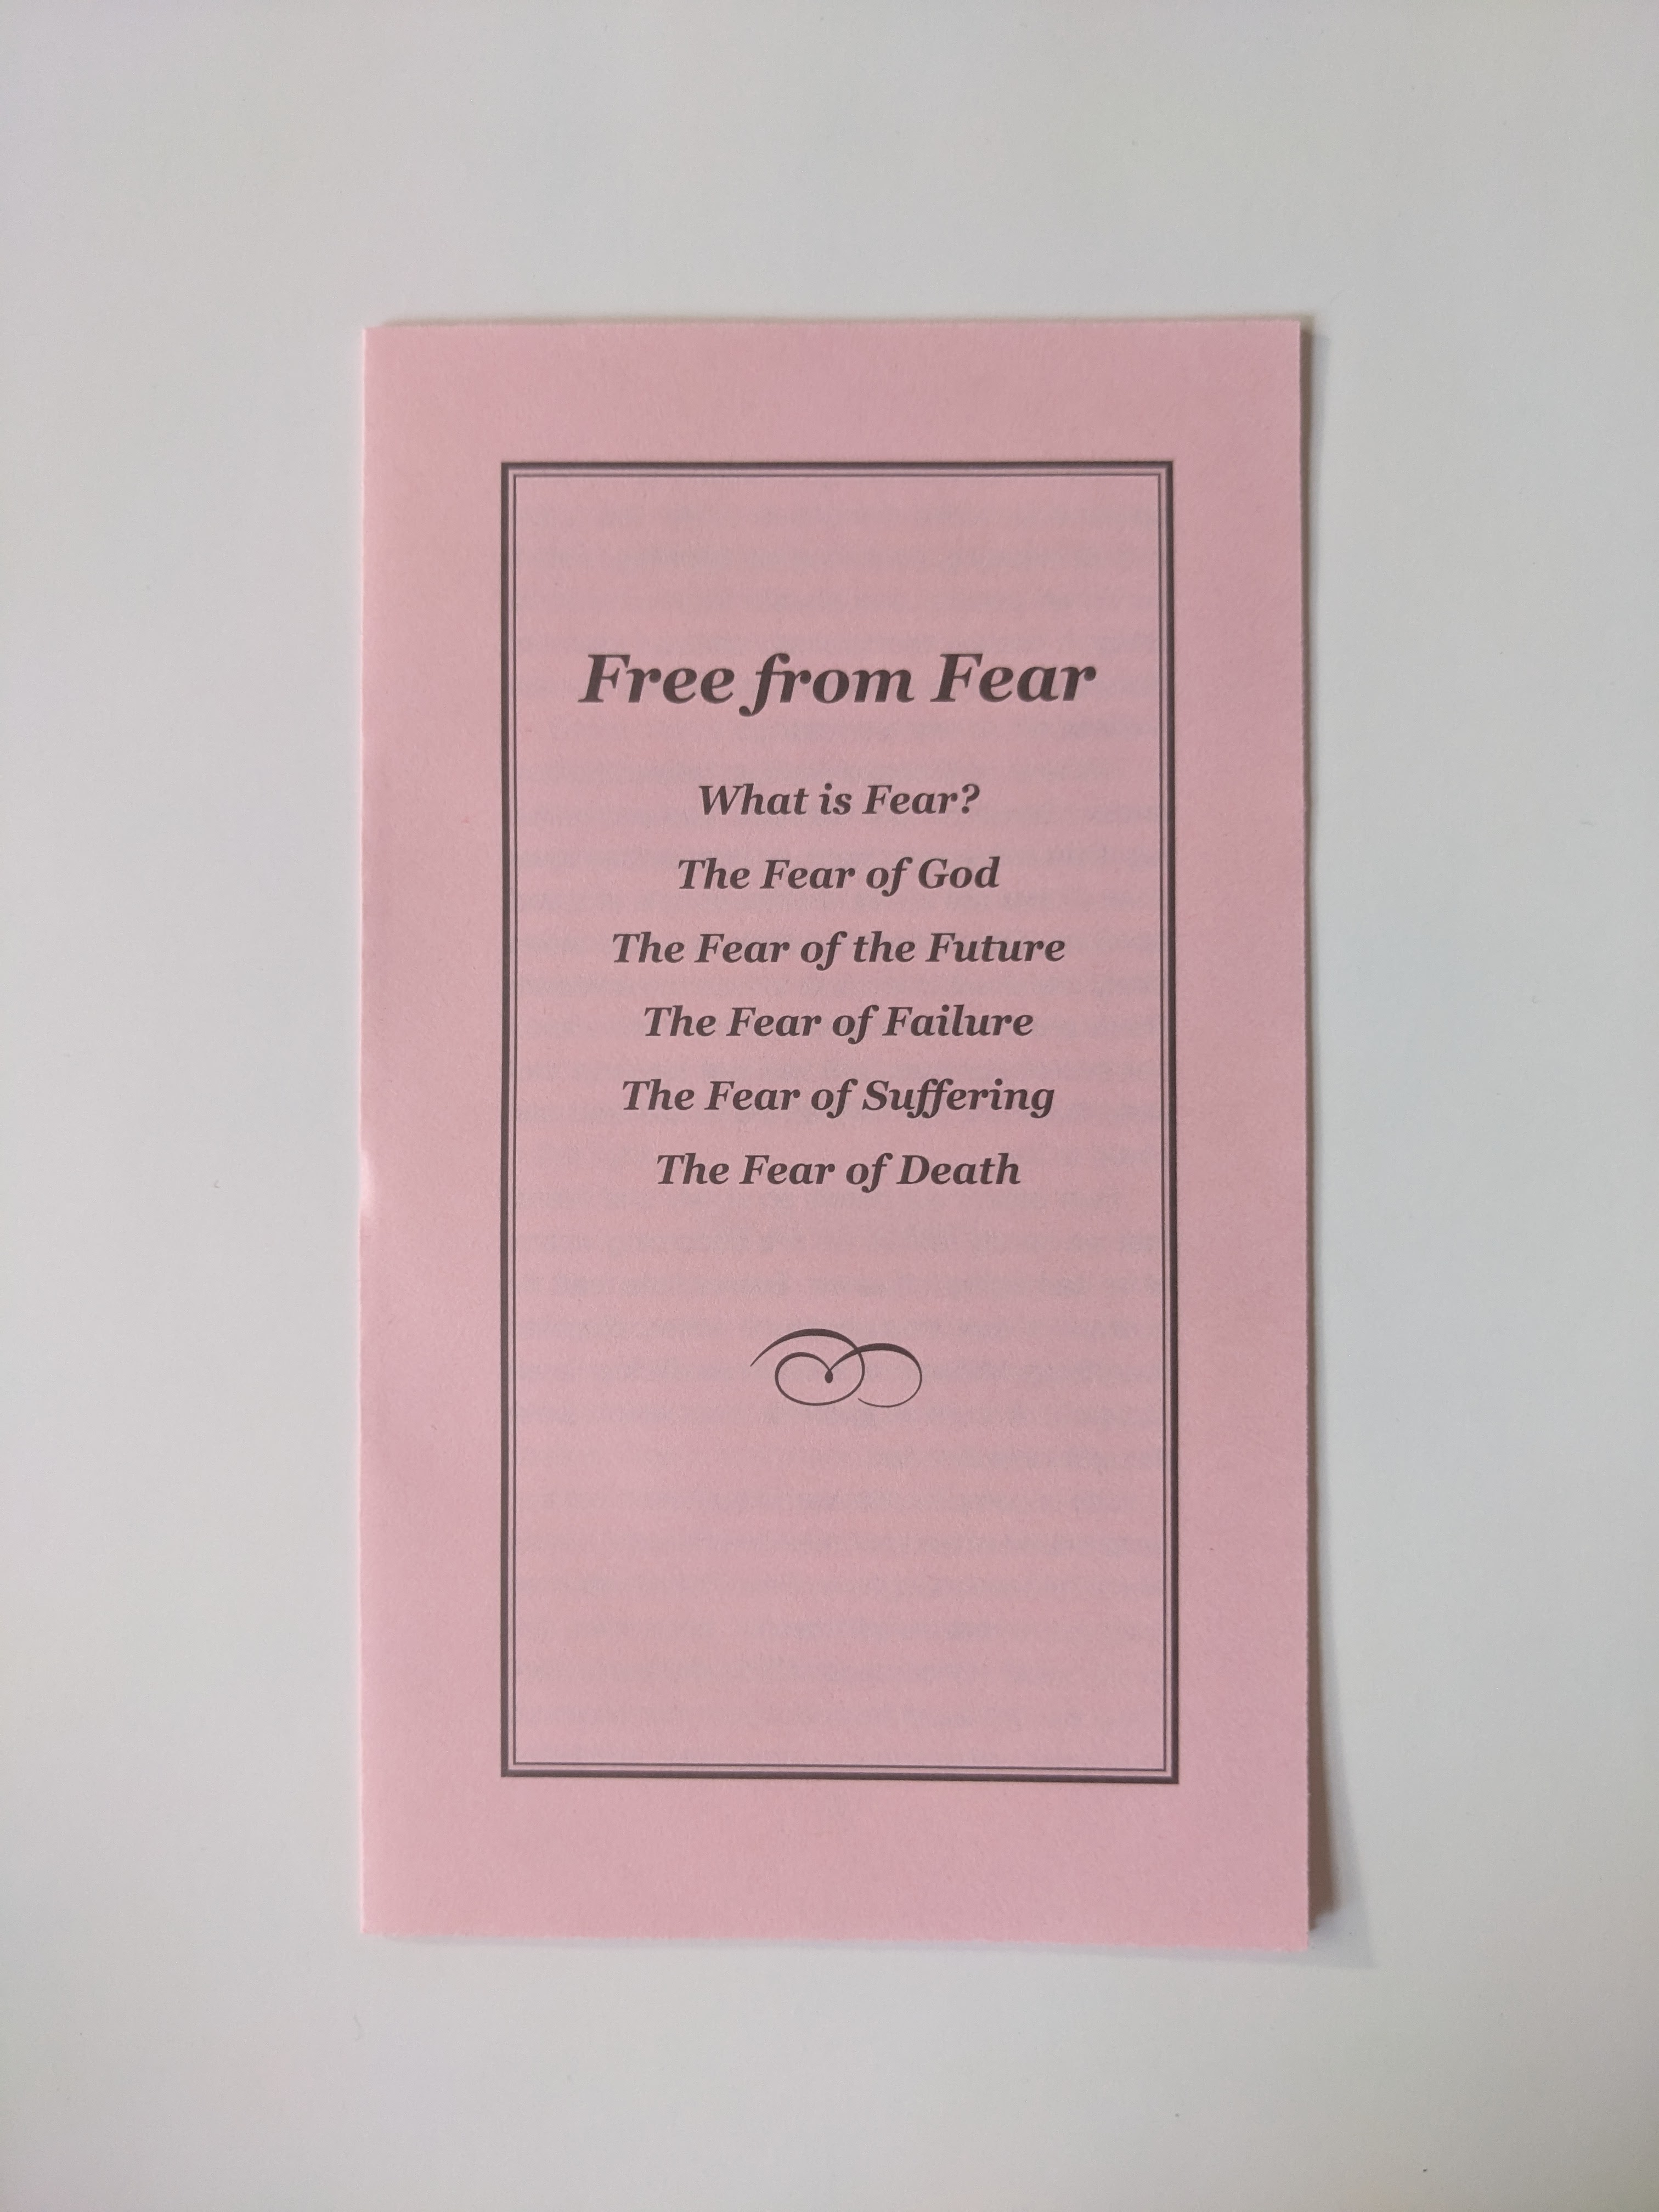 Free from Fear
What is Fear?
The Fear of God
The Fear of the Future
The Fear of Failure
The Fear of Suffering
The Fear of Death